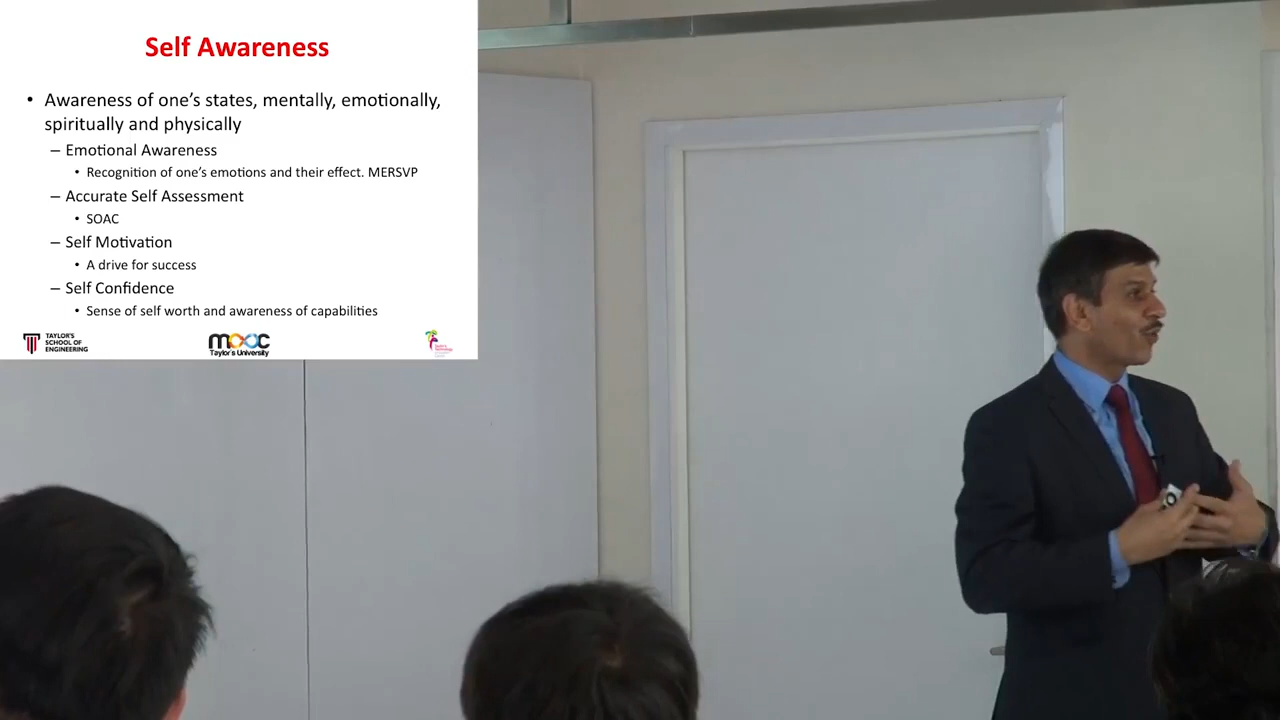 Self Awareness
• Awareness of one's states, mentally, emotionally,
spiritually and physically
– Emotional Awareness
• Recognition of one's emotions and their effect. MERSVP
– Accurate Self Assessment
• SOAC
– Self Motivation
• A drive for success
– Self Confidence
• Sense of self worth and awareness of capabilities
TAYLOR'S
SCHOOL OF
ENGINEERING
mooc
Taylor's University